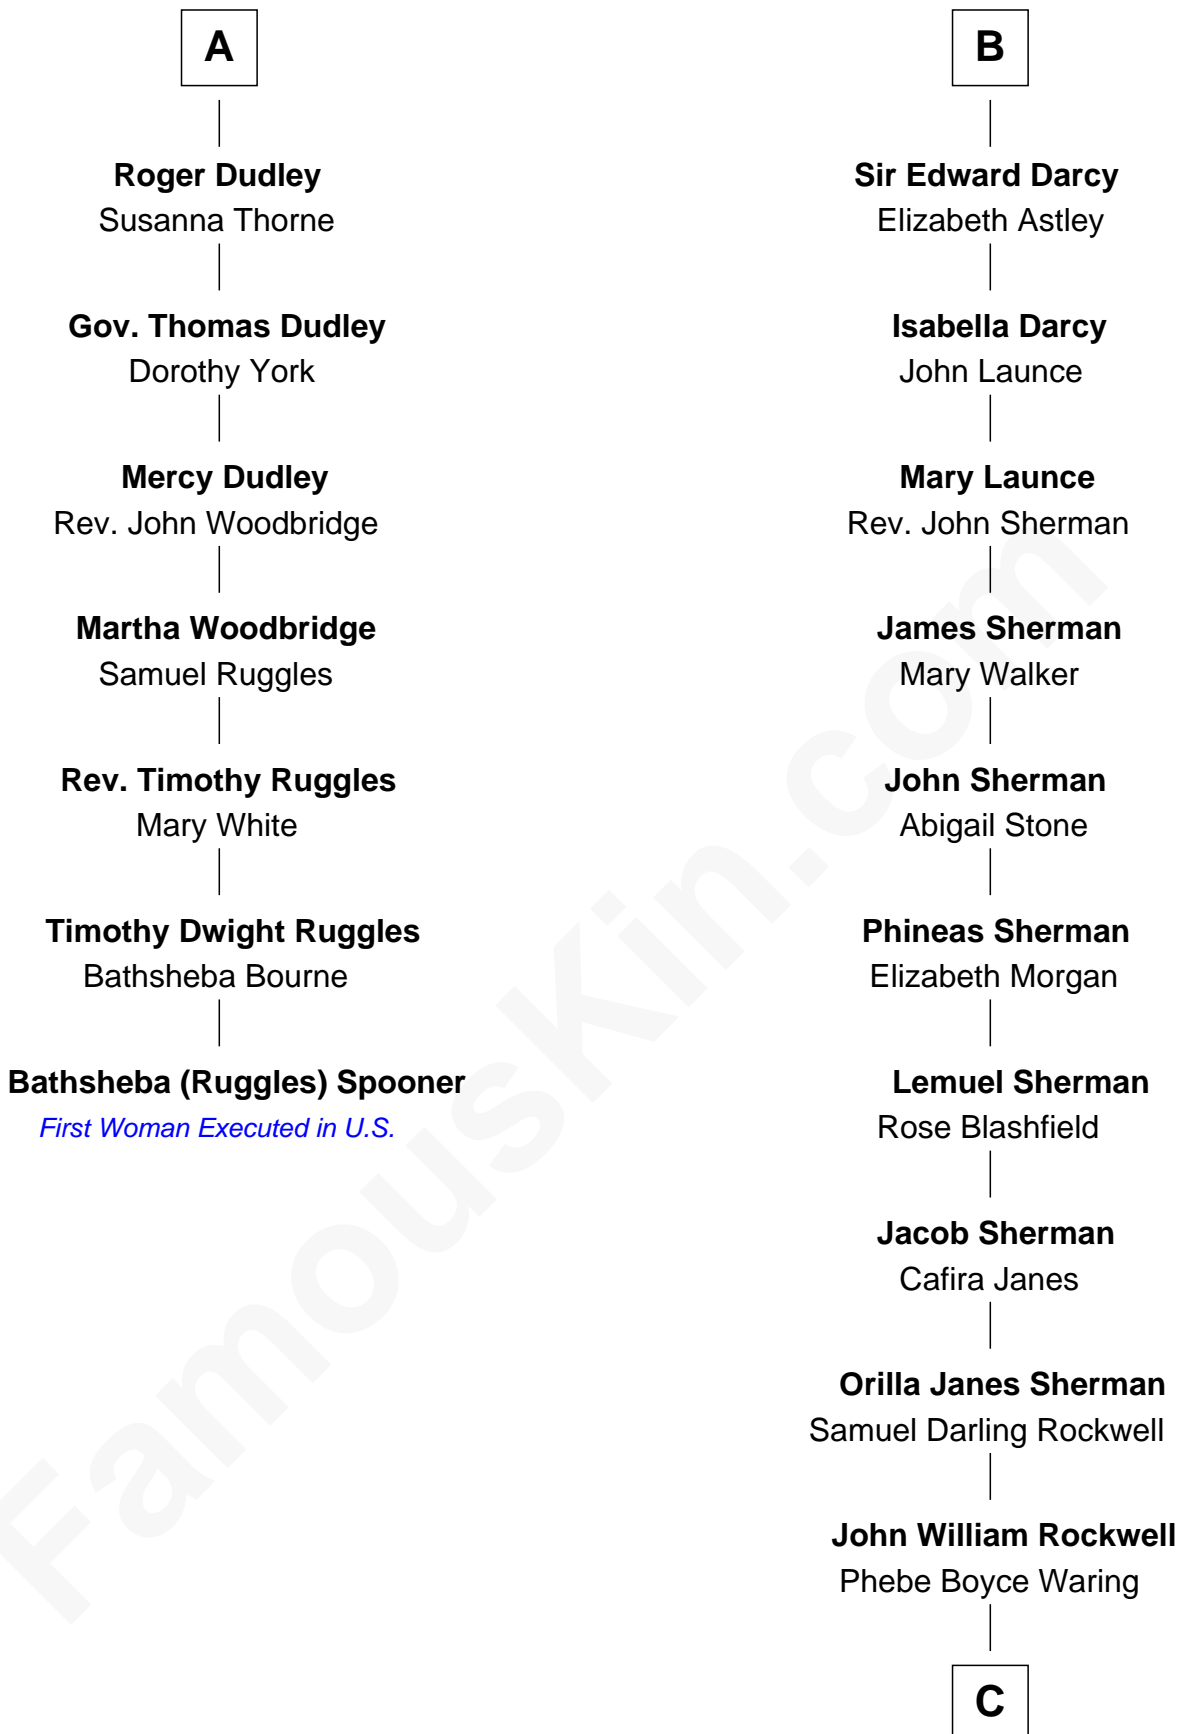 A
Roger Dudley
Susanna Thorne
Gov. Thomas Dudley
Dorothy York
Mercy Dudley
Rev. John Woodbridge
Martha Woodbridge
Samuel Ruggles
Rev. Timothy Ruggles
Mary White
Timothy Dwight Ruggles
Bathsheba Bourne
Bathsheba (Ruggles) Spooner
First Woman Executed in U.S.
B
Sir Edward Darcy
Elizabeth Astley
Isabella Darcy
John Launce
Mary Launce
Rev. John Sherman
James Sherman
Mary Walker
John Sherman
Abigail Stone
Phineas Sherman
Elizabeth Morgan
Lemuel Sherman
Rose Blashfield
Jacob Sherman
Cafira Janes
Orilla Janes Sherman
Samuel Darling Rockwell
John William Rockwell
Phebe Boyce Waring
C
FamousKin.com